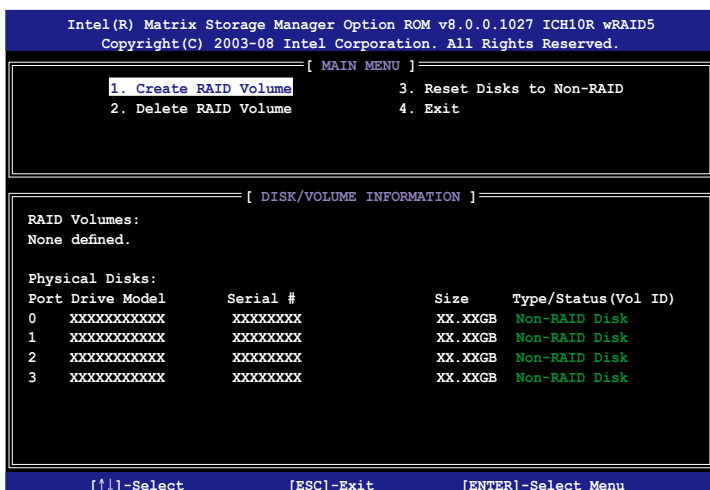 Intel(R) Matrix Storage Manager Option ROM v8.0.0.1027 ICH10R wRAID5
Copyright(C) 2003-08 Intel Corporation. All Rights Reserved.
[ MAIN MENU ]
1. Create RAID Volume 3. Reset Disks to Non-RAID
2. Delete RAID Volume 4. Exit
[ DISK/VOLUME INFORMATION ]
RAID Volumes:
None defined.
Physical Disks:
Port Drive Model Serial # Size Type/Status(Vol ID)
0 XXXXXXXXXXX XXXXXXXX XX.XXGB Non-RAID Disk
1 XXXXXXXXXXX XXXXXXXX XX.XXGB Non-RAID Disk
2 XXXXXXXXXXX XXXXXXXX XX.XXGB Non-RAID Disk
3 XXXXXXXXXXX XXXXXXXX XX.XXGB Non-RAID Disk
[↑↓]-Select [ESC]-Exit [ENTER]-Select Menu